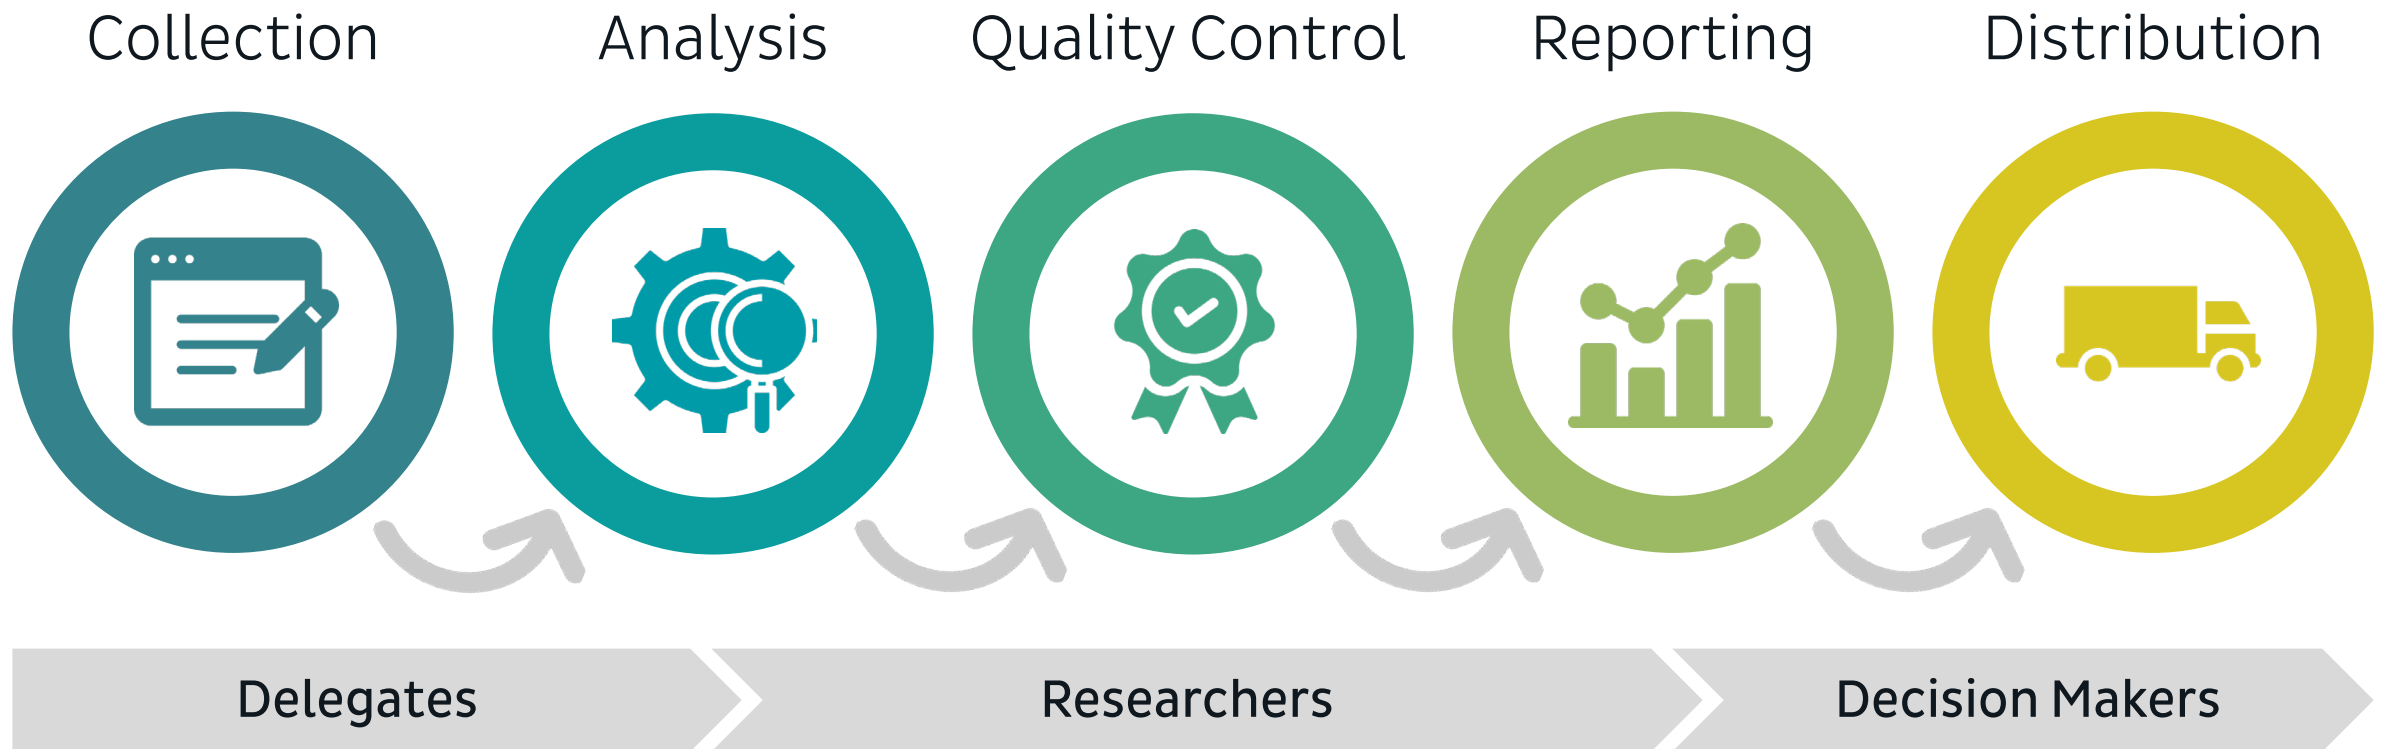 Collection
Analysis
Quality Control
Reporting
Distribution
Delegates
Researchers
Decision Makers